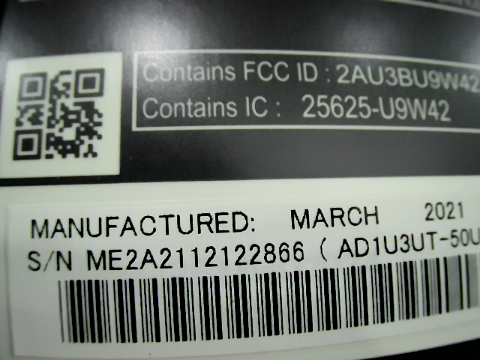 Contains FCC ID : 2AU3BU9W42
Contains IC : 25625-U9W42
MANUFACTURED: MARCH 2021
S/N ME2A2112122866 ( AD1U3UT-50U